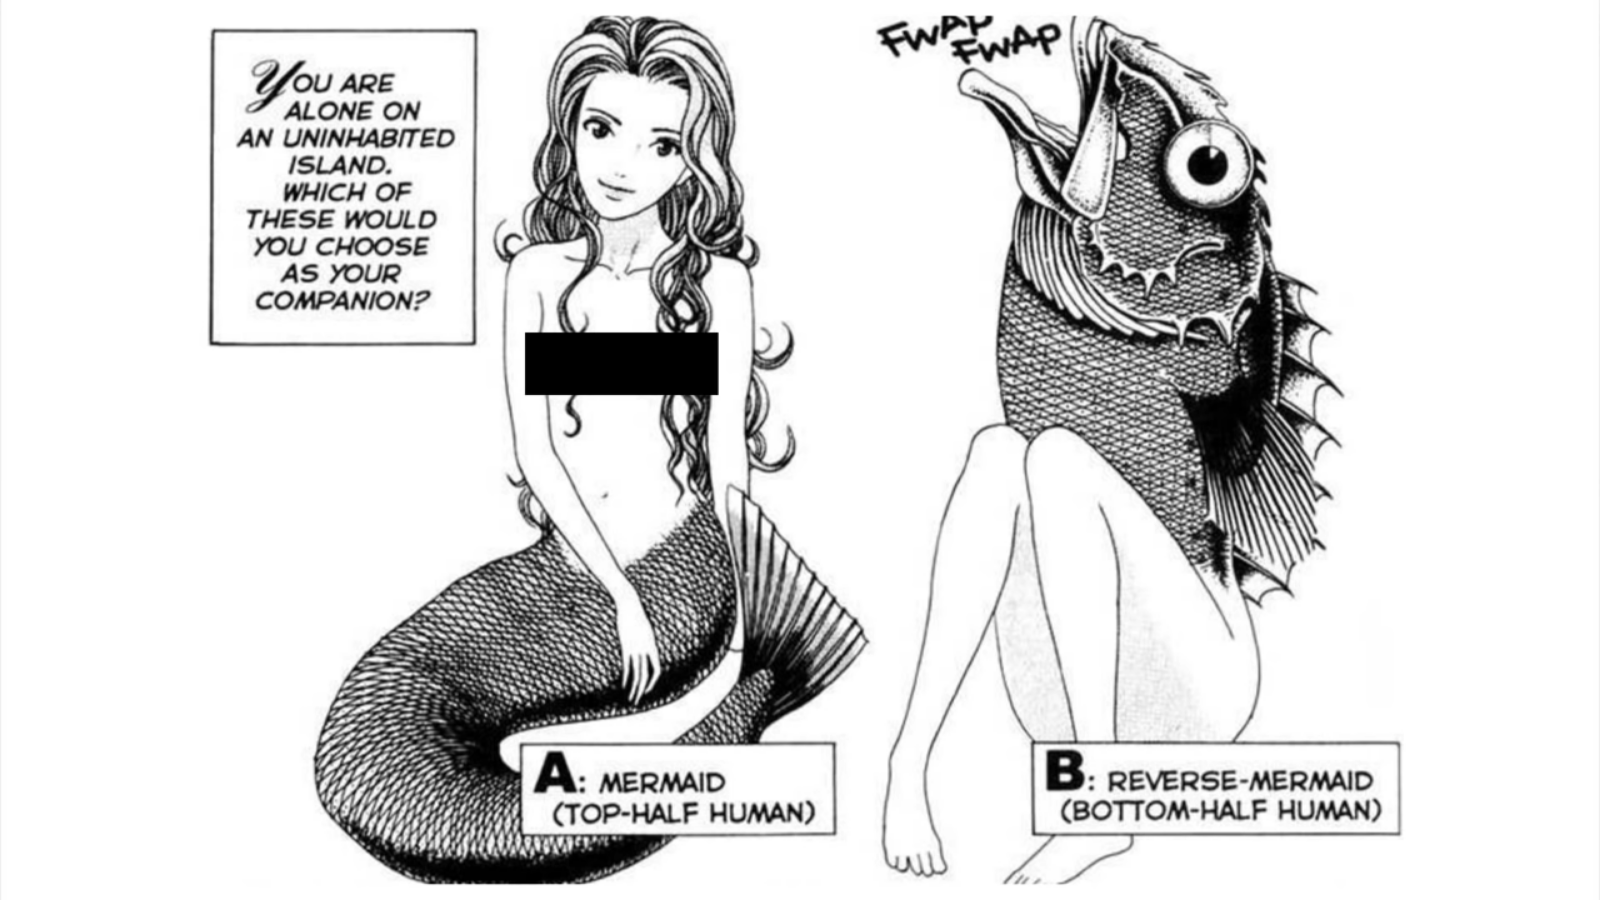 YOU ARE
ALONE ON
AN UNINHABITED
ISLAND.
WHICH OF
THESE WOULD
YOU CHOOSE
AS YOUR
COMPANION?
FWAP
FWAP
A: MERMAID
(TOP-HALF HUMAN)
B: REVERSE-MERMAID
(BOTTOM-HALF HUMAN)